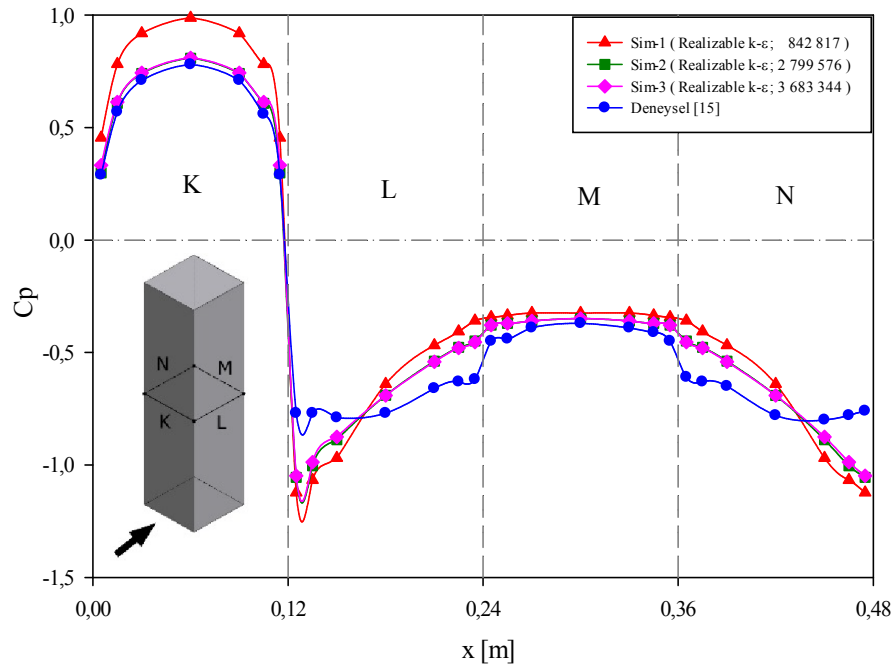 Sim-1 ( Realizable k-ε; 842 817 )
Sim-2 ( Realizable k-ε; 2 799 576 )
Sim-3 ( Realizable k-ε; 3 683 344 )
Deneysel [15]
1,0
0,5
0,0
-0,5
-1,0
-1,5
Cp
K
L
M
N
N
M
K
L
0,00
0,12
0,24
0,36
0,48
x [m]